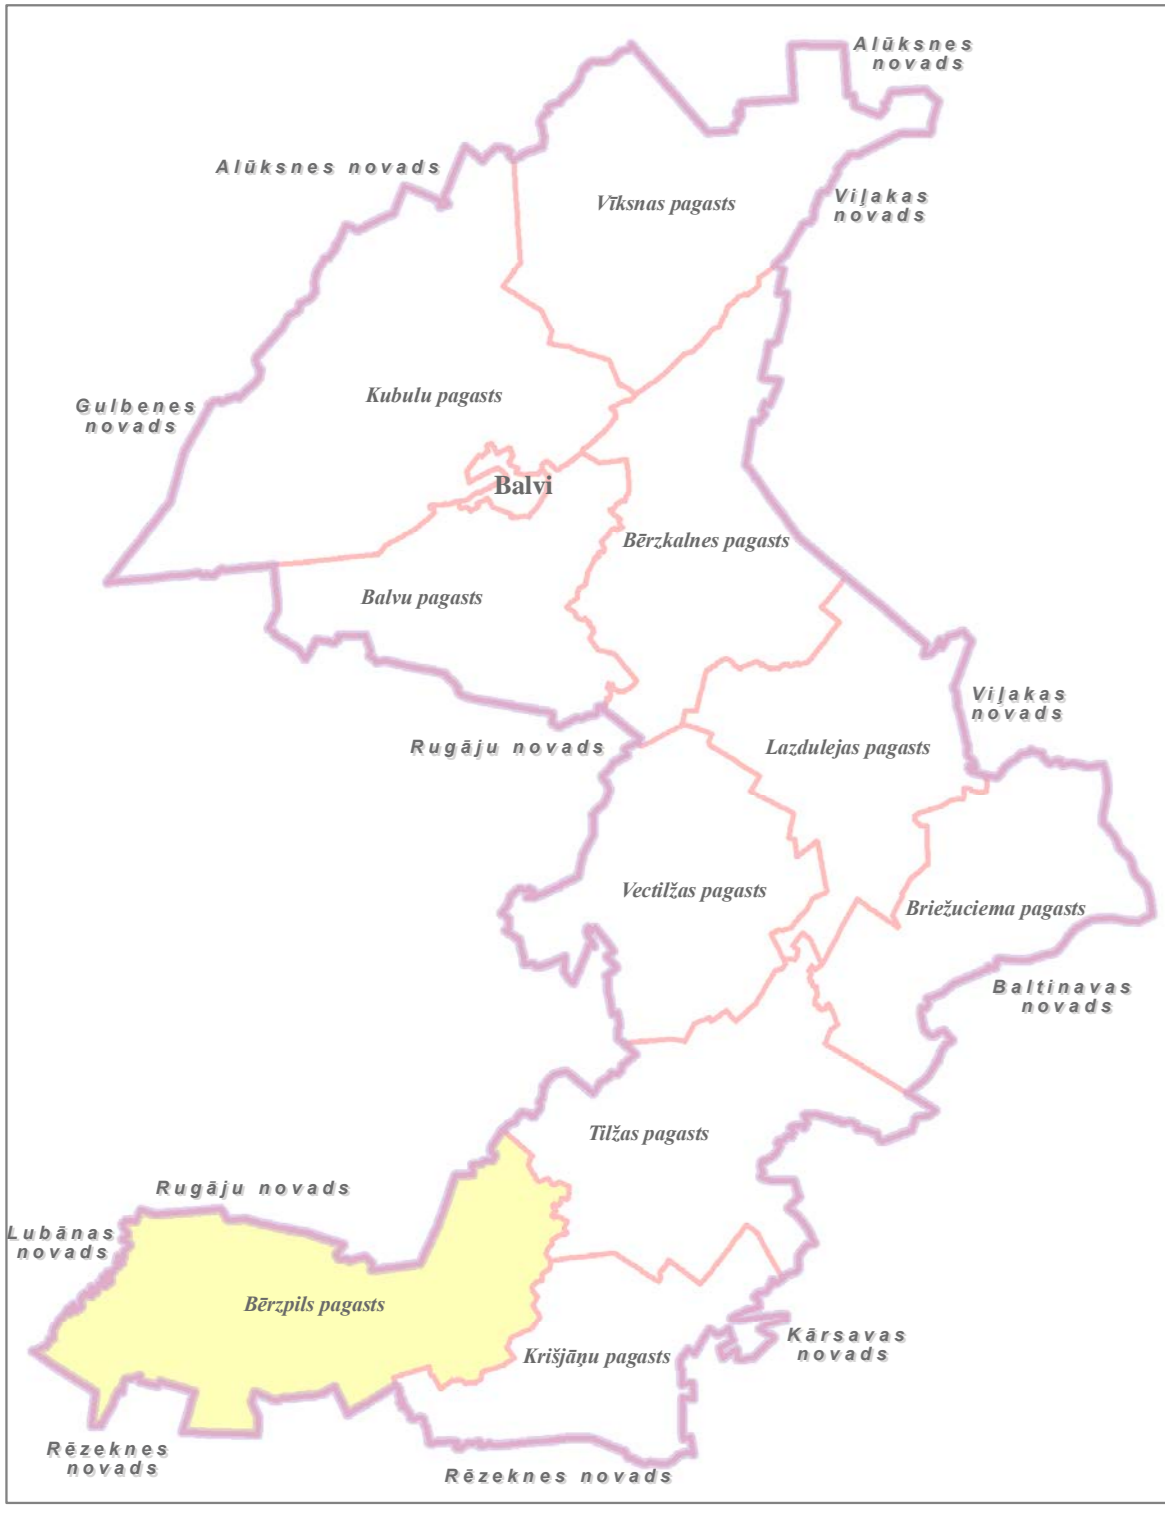 Alūksnes
novads
Alūksnes novads
Viļakas
novads
Vīksnas pagasts
Kubulu pagasts
Gulbenes
novads
Balvi
Bērzkalnes pagasts
Balvu pagasts
Viļakas
novads
Rugāju novads
Lazdulejas pagasts
Vectilžas pagasts
Briežuciema pagasts
Baltinavas
novads
Tilžas pagasts
Rugāju novads
Lubānas
novads
Bērzpils pagasts
Krišjāņu pagasts
Kārsavas
novads
Rēzeknes
novads
Rēzeknes novads